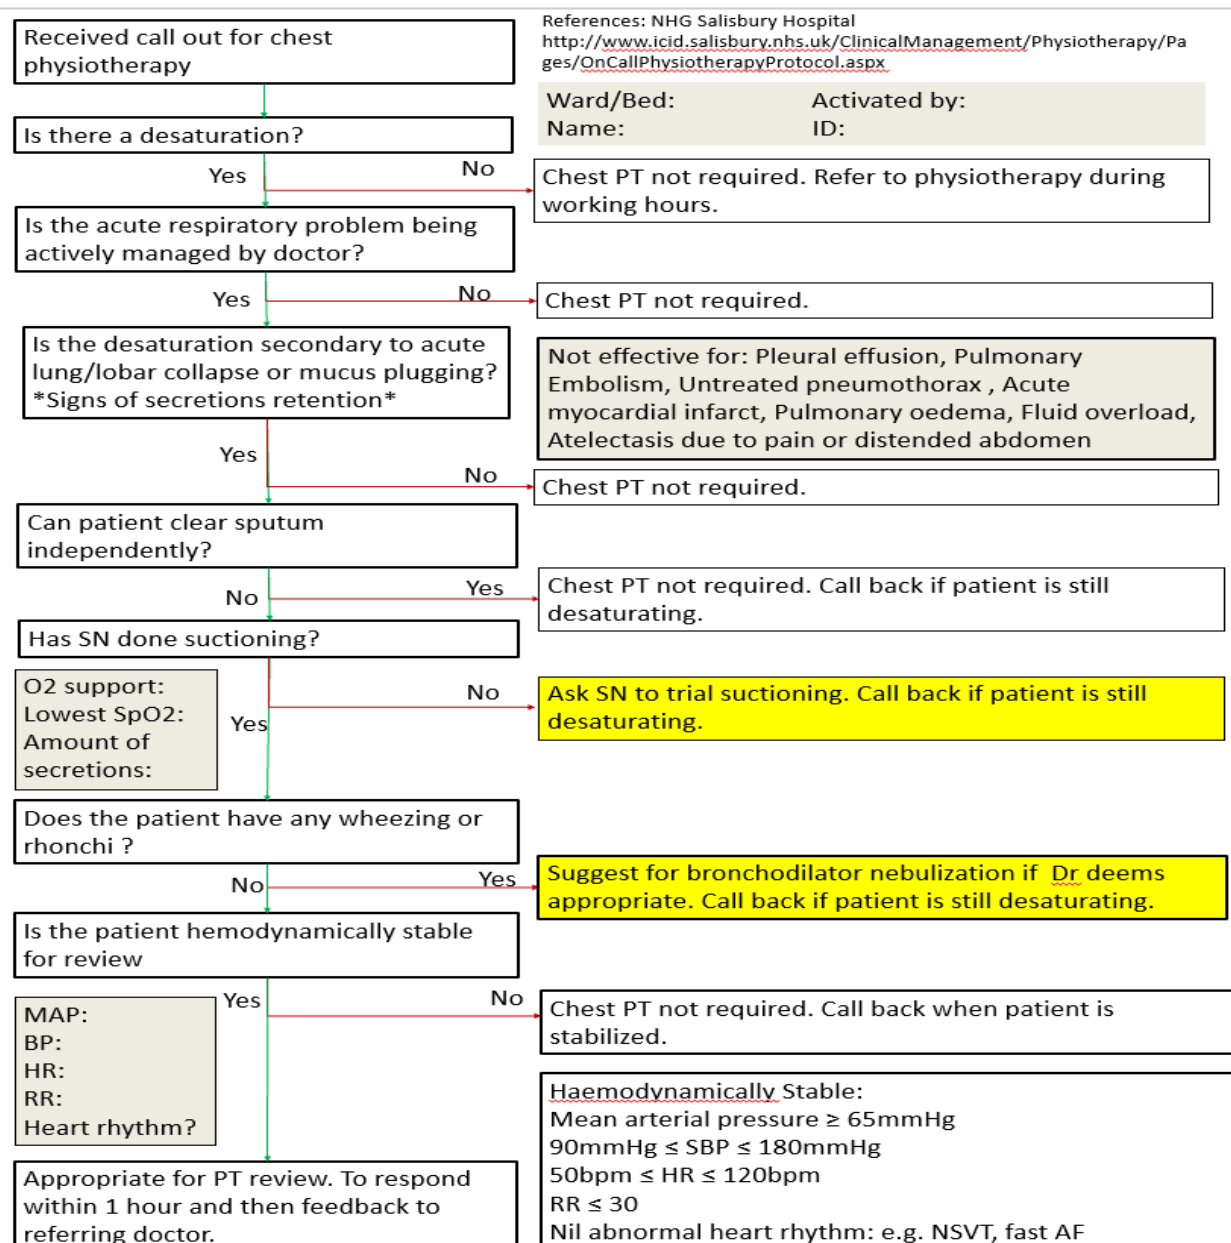 Received call out for chest
physiotherapy
References: NHG Salisbury Hospital
http://www.icid.salisbury.nhs.uk/ClinicalManagement/Physiotherapy/Pa
ges/OnCallPhysiotherapyProtocol.aspx
Ward/Bed: Activated by:
Name: ID:
Is there a desaturation?
Yes
No
Chest PT not required. Refer to physiotherapy during
working hours.
Is the acute respiratory problem being
actively managed by doctor?
Yes
No
Chest PT not required.
Is the desaturation secondary to acute
lung/lobar collapse or mucus plugging?
*Signs of secretions retention*
Not effective for: Pleural effusion, Pulmonary
Embolism, Untreated pneumothorax , Acute
myocardial infarct, Pulmonary oedema, Fluid overload,
Atelectasis due to pain or distended abdomen
Yes
No
Chest PT not required.
Can patient clear sputum
independently?
No
Yes
Chest PT not required. Call back if patient is still
desaturating.
Has SN done suctioning?
O2 support:
Lowest SpO2:
Amount of
secretions:
Yes
No
Ask SN to trial suctioning. Call back if patient is still
desaturating.
Does the patient have any wheezing or
rhonchi ?
No
Yes
Suggest for bronchodilator nebulization if Dr deems
appropriate. Call back if patient is still desaturating.
Is the patient hemodynamically stable
for review
MAP:
BP:
HR:
RR:
Heart rhythm?
Yes
No
Chest PT not required. Call back when patient is
stabilized.
Haemodynamically Stable:
Mean arterial pressure ≥ 65mmHg
90mmHg ≤ SBP ≤ 180mmHg
50bpm ≤ HR ≤ 120bpm
RR ≤ 30
Nil abnormal heart rhythm: e.g. NSVT, fast AF
Appropriate for PT review. To respond
within 1 hour and then feedback to
referring doctor.